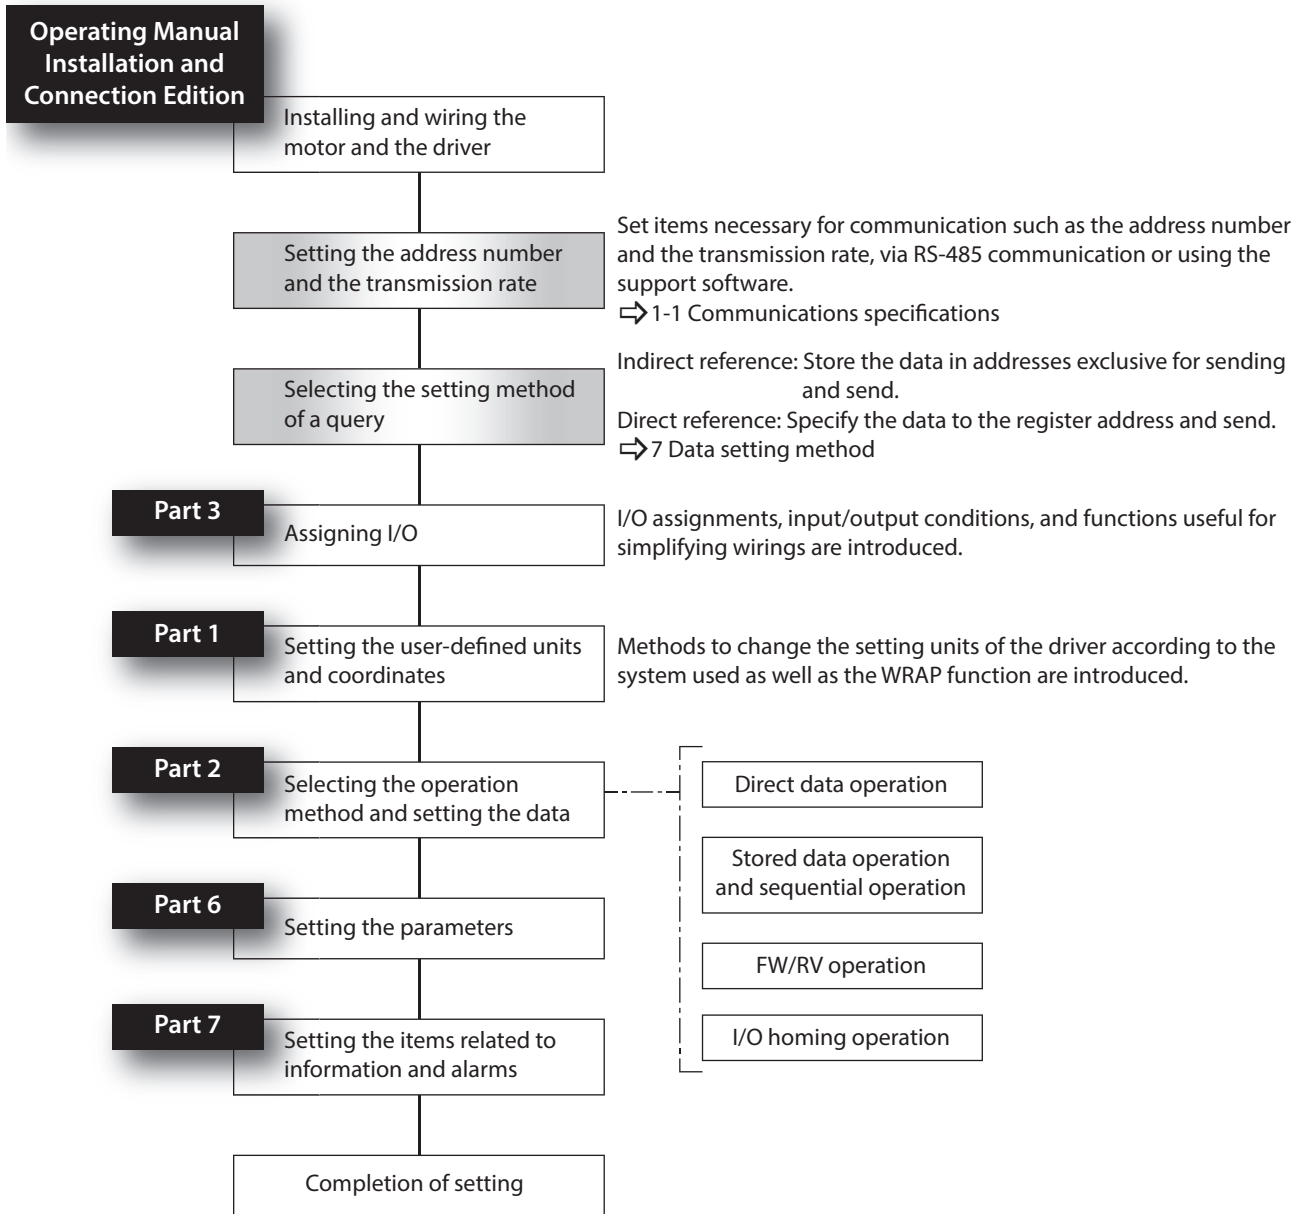 Operating Manual
Installation and
Connection Edition
Installing and wiring the
motor and the driver
Setting the address number
and the transmission rate
Set items necessary for communication such as the address number
and the transmission rate, via RS-485 communication or using the
support software.
⇨1-1 Communications specifications
Selecting the setting method
of a query
Indirect reference: Store the data in addresses exclusive for sending
and send.
Direct reference: Specify the data to the register address and send.
⇨7 Data setting method
Part 3
Assigning I/O
I/O assignments, input/output conditions, and functions useful for
simplifying wirings are introduced.
Part 1
Setting the user-defined units
and coordinates
Methods to change the setting units of the driver according to the
system used as well as the WRAP function are introduced.
Part 2
Selecting the operation
method and setting the data
Direct data operation
Stored data operation
and sequential operation
FW/RV operation
I/O homing operation
Part 6
Setting the parameters
Part 7
Setting the items related to
information and alarms
Completion of setting